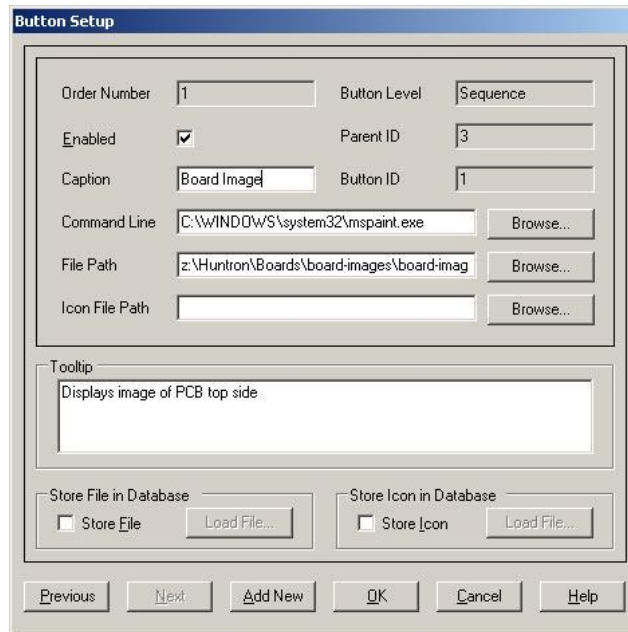 Button Setup
Order Number 1 Button Level Sequence
Enabled Parent ID 3
Caption Board Image Button ID 1
Command Line C:\WINDOWS\system32\mspaint.exe Browse...
File Path z:\Huntron\Boards\board-images\board-imag Browse...
Icon File Path Browse...
Tooltip
Displays image of PCB top side
Store File in Database Store Icon in Database
Store File Load File... Store Icon Load File...
Previous Next Add New OK Cancel Help